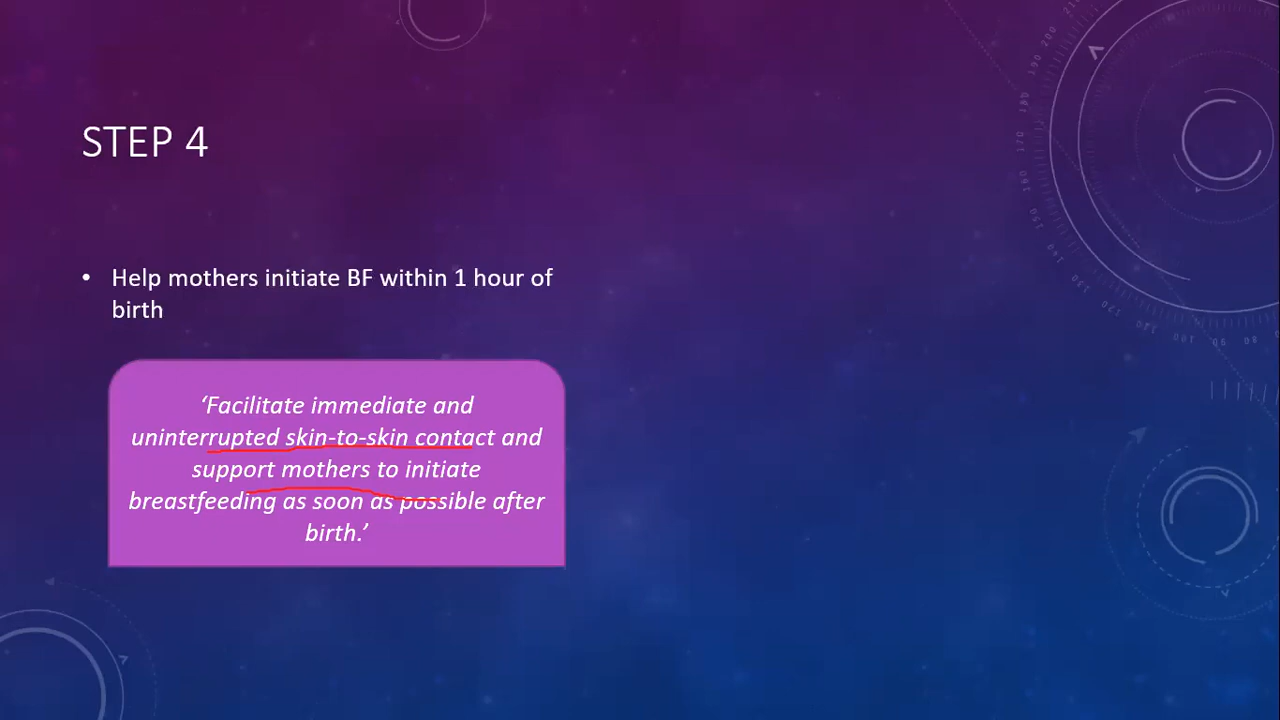 STEP 4
• Help mothers initiate BF within 1 hour of
birth
‘Facilitate immediate and
uninterrupted skin-to-skin contact and
support mothers to initiate
breastfeeding as soon as possible after
birth.’